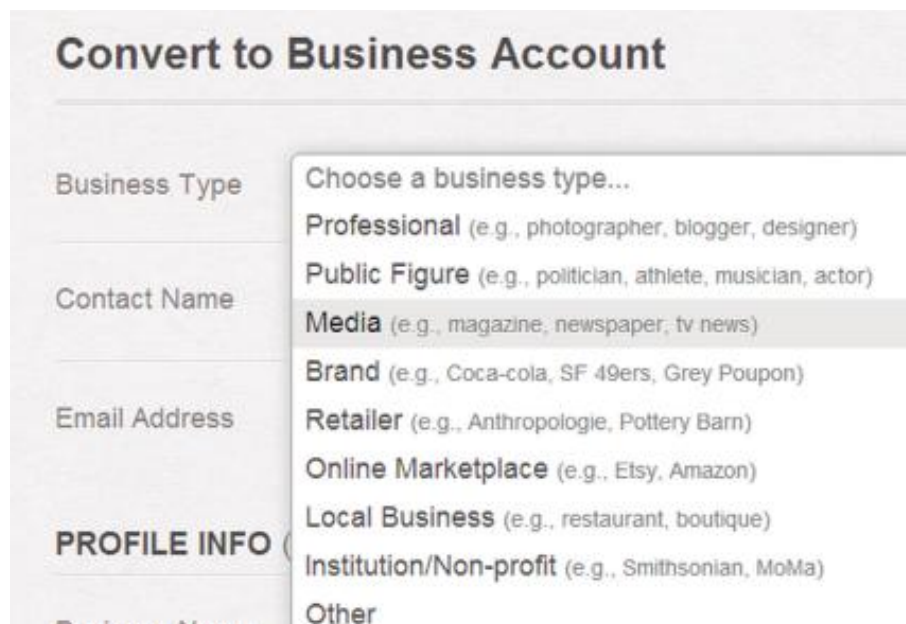 Convert to Business Account
Business Type
Choose a business type...
Professional (e.g., photographer, blogger, designer)
Public Figure (e.g., politician, athlete, musician, actor)
Contact Name
Media (e.g., magazine, newspaper, tv news)
Brand (e.g., Coca-cola, SF 49ers, Grey Poupon)
Email Address
Retailer (e.g., Anthropologie, Pottery Barn)
Online Marketplace (e.g., Etsy, Amazon)
Local Business (e.g., restaurant, boutique)
PROFILE INFO (
Institution/Non-profit (e.g., Smithsonian, MoMa)
Other